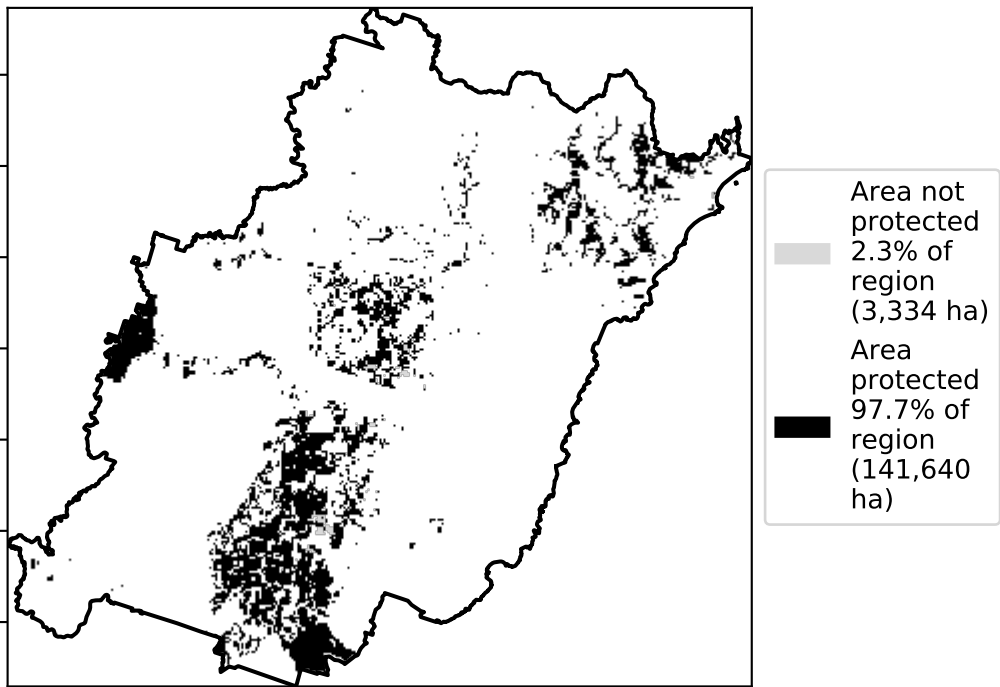 Area not
protected
2.3% of
region
(3,334 ha)
Area
protected
97.7% of
region
(141,640
ha)